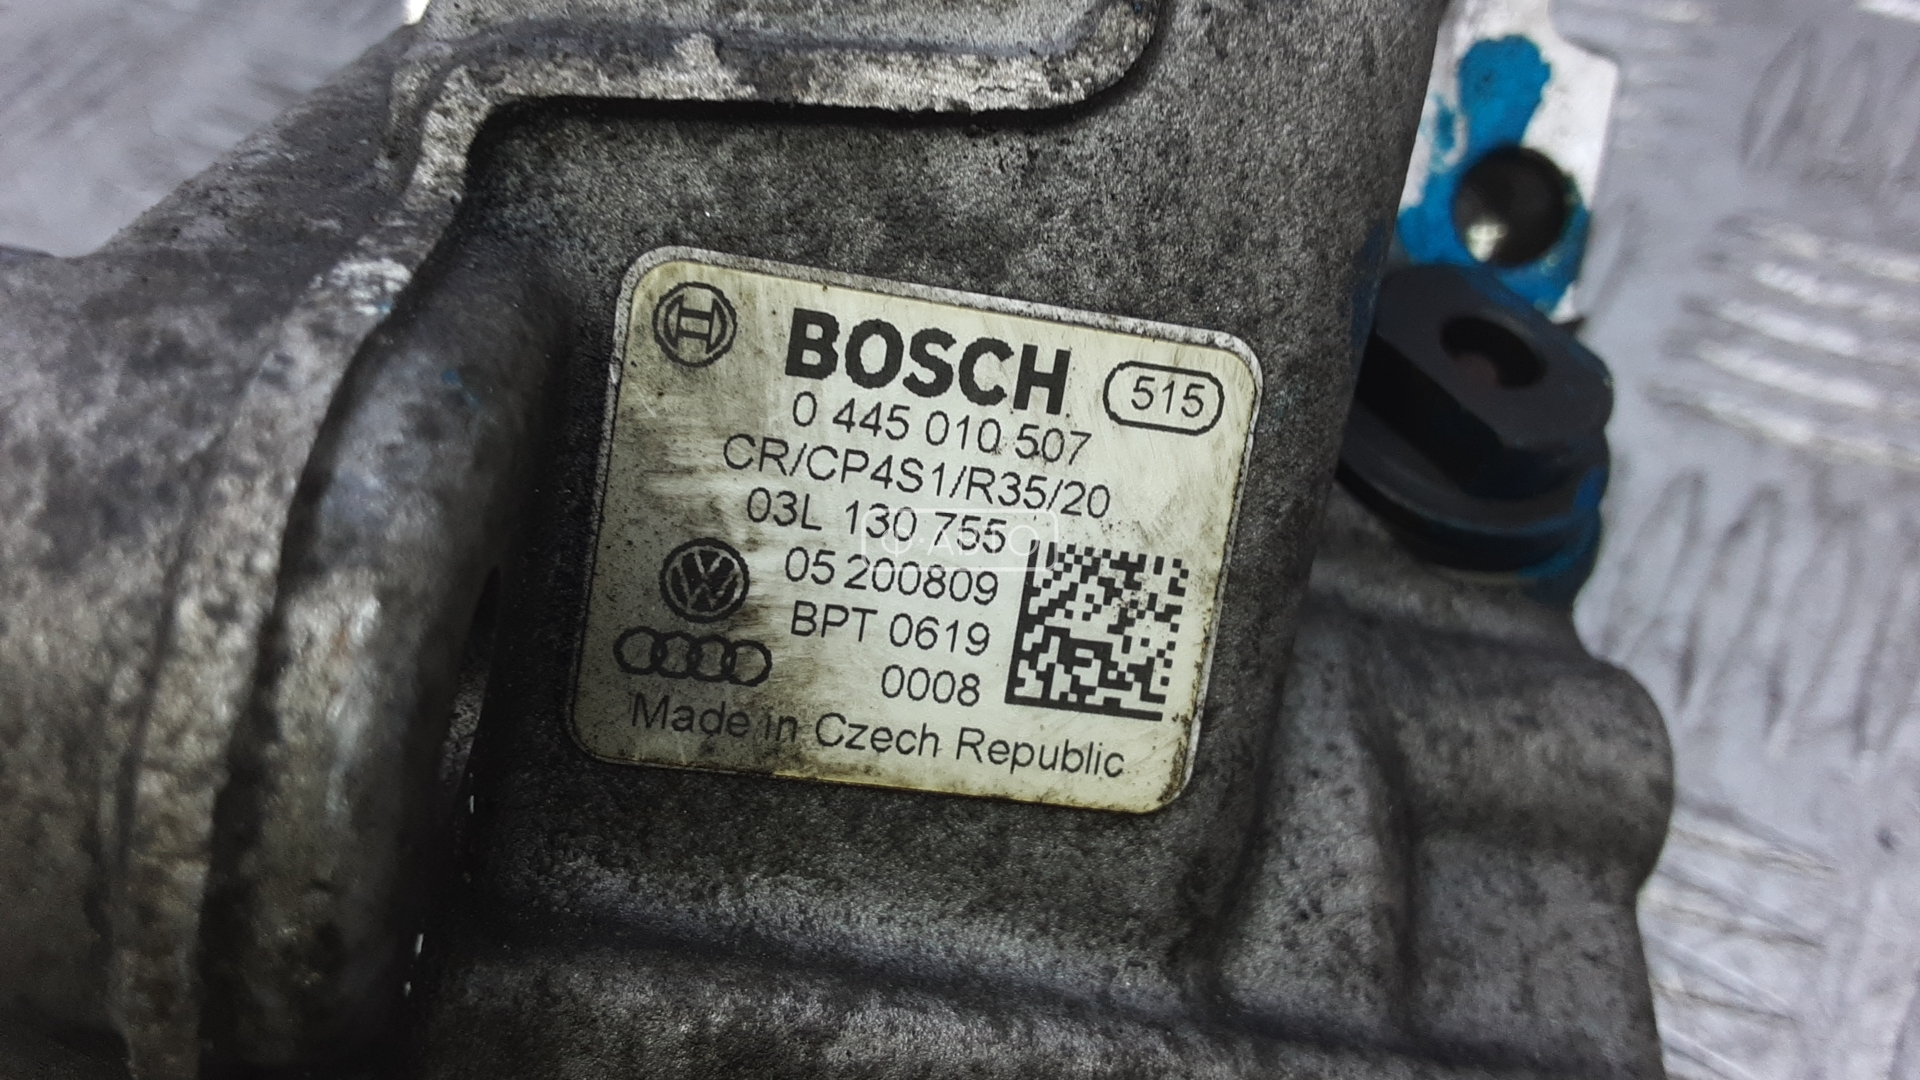 BOSCH 515
0 445 010 507
CR/CP4S1/R35/20
03L 130 755
05 200809
BPT 0619
0008
Made in Czech Republic